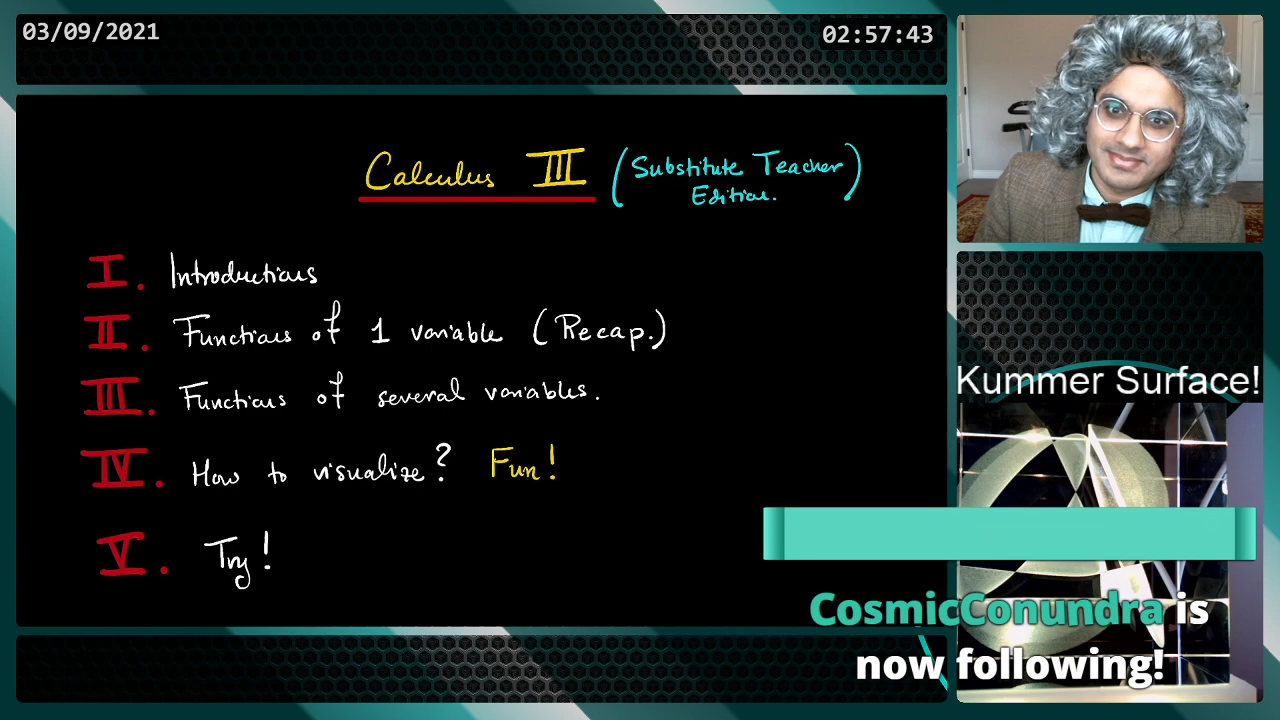 03/09/2021
02:57:43
Calculus III (Substitute Teacher
Edition.)
I. Introductions
II. Functions of 1 variable (Recap.)
III. Functions of several variables.
IV. How to visualize? Fun!
V. Try!
Kummer Surface!
CosmicConundra is
now following!